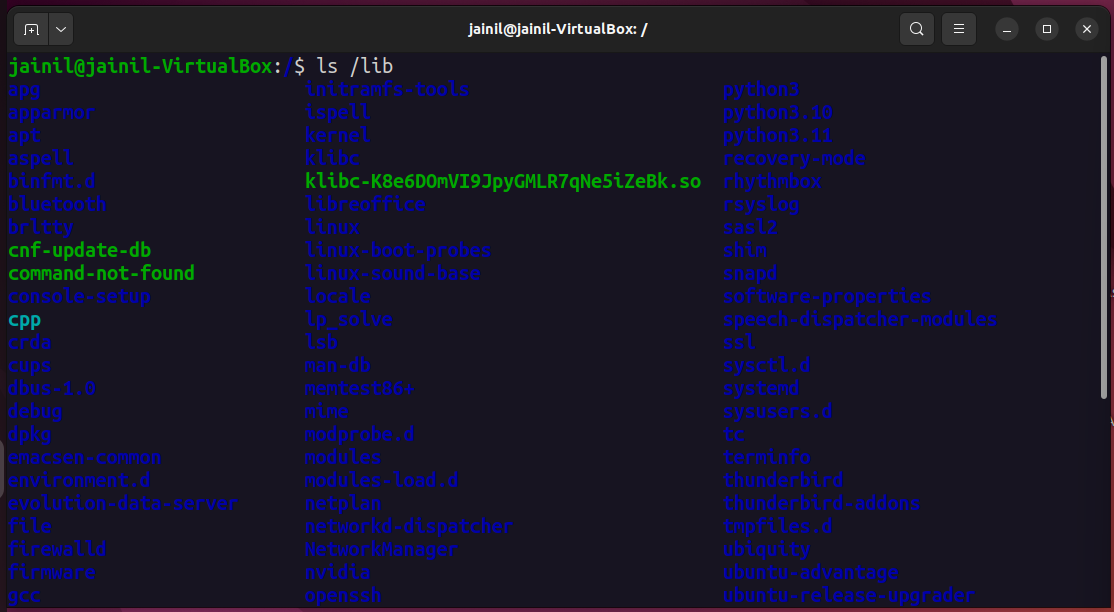 jainil@jainil-VirtualBox: /
jainil@jainil-VirtualBox:/$ ls /lib
apg initramfs-tools python3
apparmor ispell python3.10
apt kernel python3.11
aspell klibc recovery-mode
binfmt.d klibc-K8e6DOmVI9JpyGMLR7qNe5iZeBk.so rhythmbox
bluetooth libreoffice rsyslog
brltty linux sasl2
cnf-update-db linux-boot-probes shim
command-not-found linux-sound-base snapd
console-setup locale software-properties
cpp lp_solve speech-dispatcher-modules
crda lsb ssl
cups man-db sysctl.d
dbus-1.0 memtest86+ systemd
debug mime sysusers.d
dpkg modprobe.d tc
emacsen-common modules terminfo
environment.d modules-load.d thunderbird
evolution-data-server netplan thunderbird-addons
file networkd-dispatcher tmpfiles.d
firewalld NetworkManager ubiquity
firmware nvidia ubuntu-advantage
gcc openssh ubuntu-release-upgrader